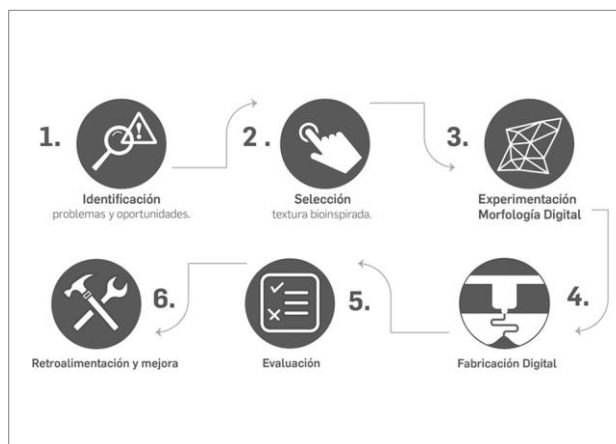 1.
Identificación
problemas y oportunidades.
2.
Selección
textura bioinspirada.
3.
Experimentación
Morfología Digital
4.
Fabricación Digital
5.
Evaluación
6.
Retroalimentación y mejora